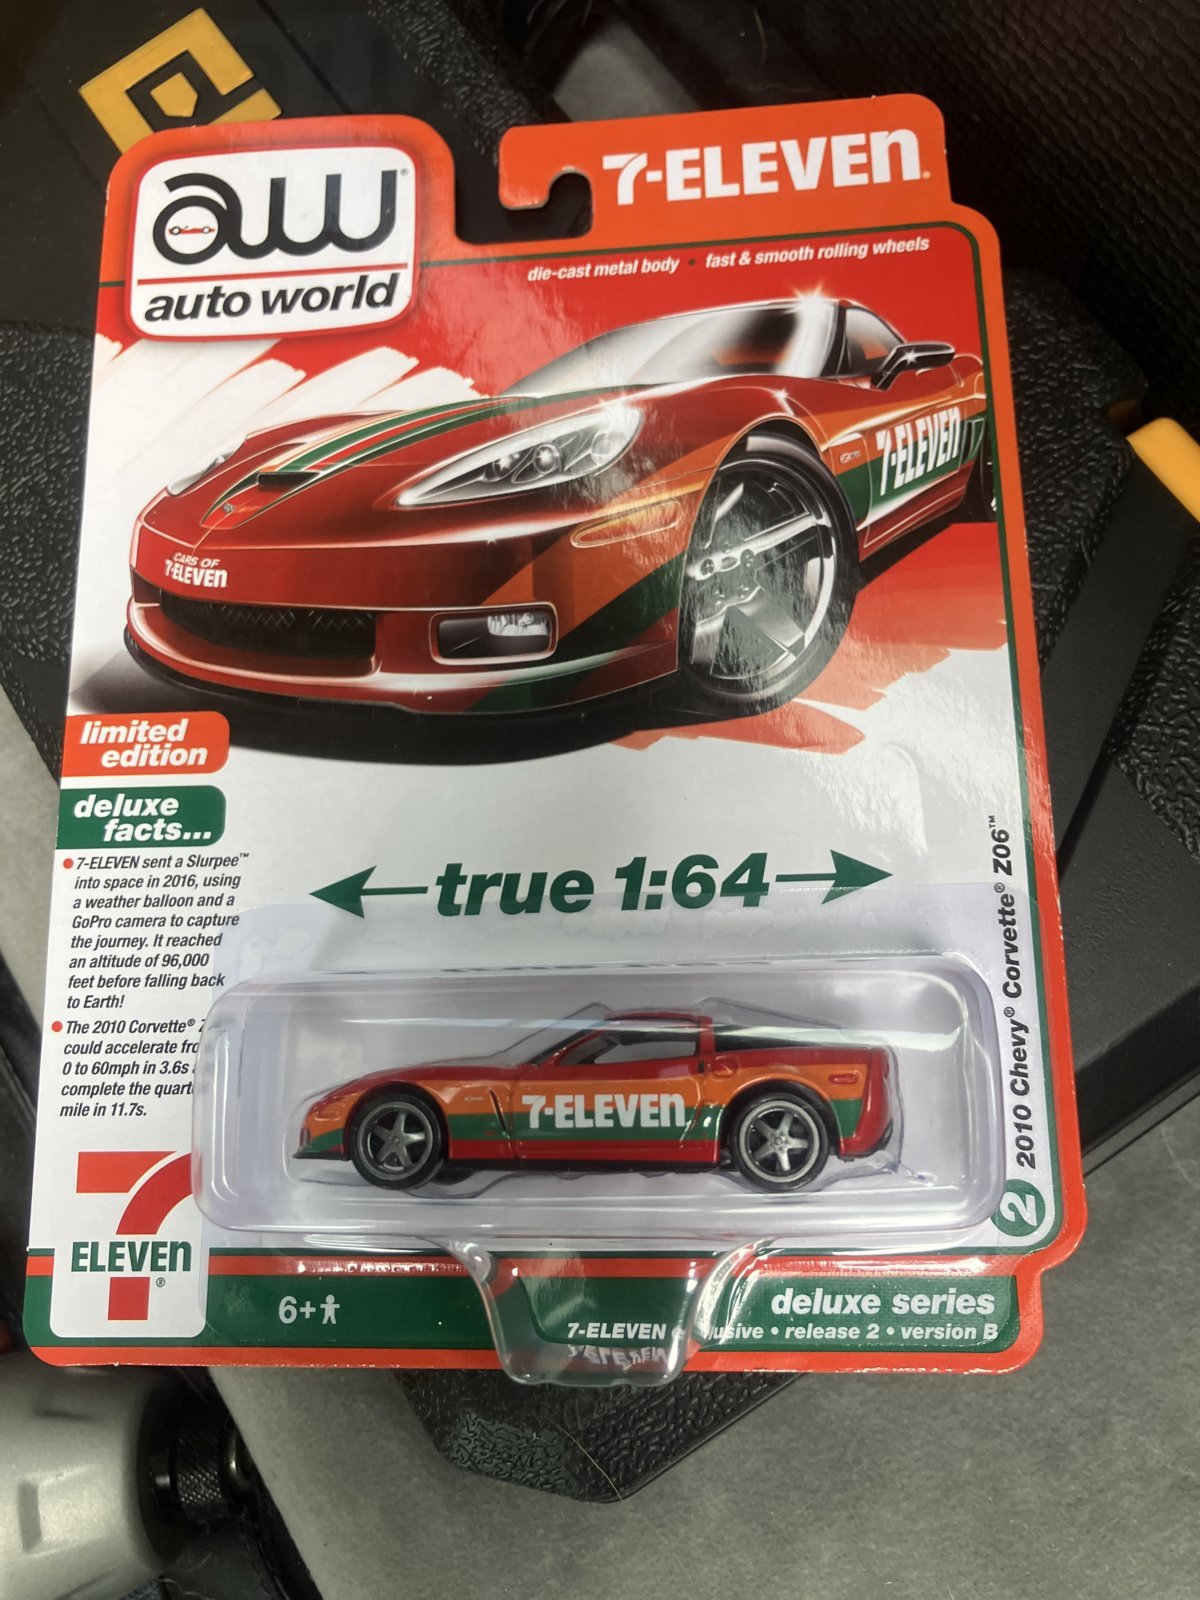 aw®
auto world
7-ELEVEN®
die-cast metal body • fast & smooth rolling wheels
7-ELEVEN
Z06
CARS OF
7-ELEVEN
limited
edition
deluxe
facts...
• 7-ELEVEN sent a Slurpee™
into space in 2016, using
a weather balloon and a
GoPro camera to capture
the journey. It reached
an altitude of 96,000
feet before falling back
to Earth!
• The 2010 Corvette®
could accelerate
0 to 60mph in 3.6s
complete the
mile in 11.7s.
true 1:64
7-ELEVEN
2 2010 Chevy® Corvette® Z06™
7
ELEVEN
®
6+
deluxe series
7-ELEVEN • release 2 • version B